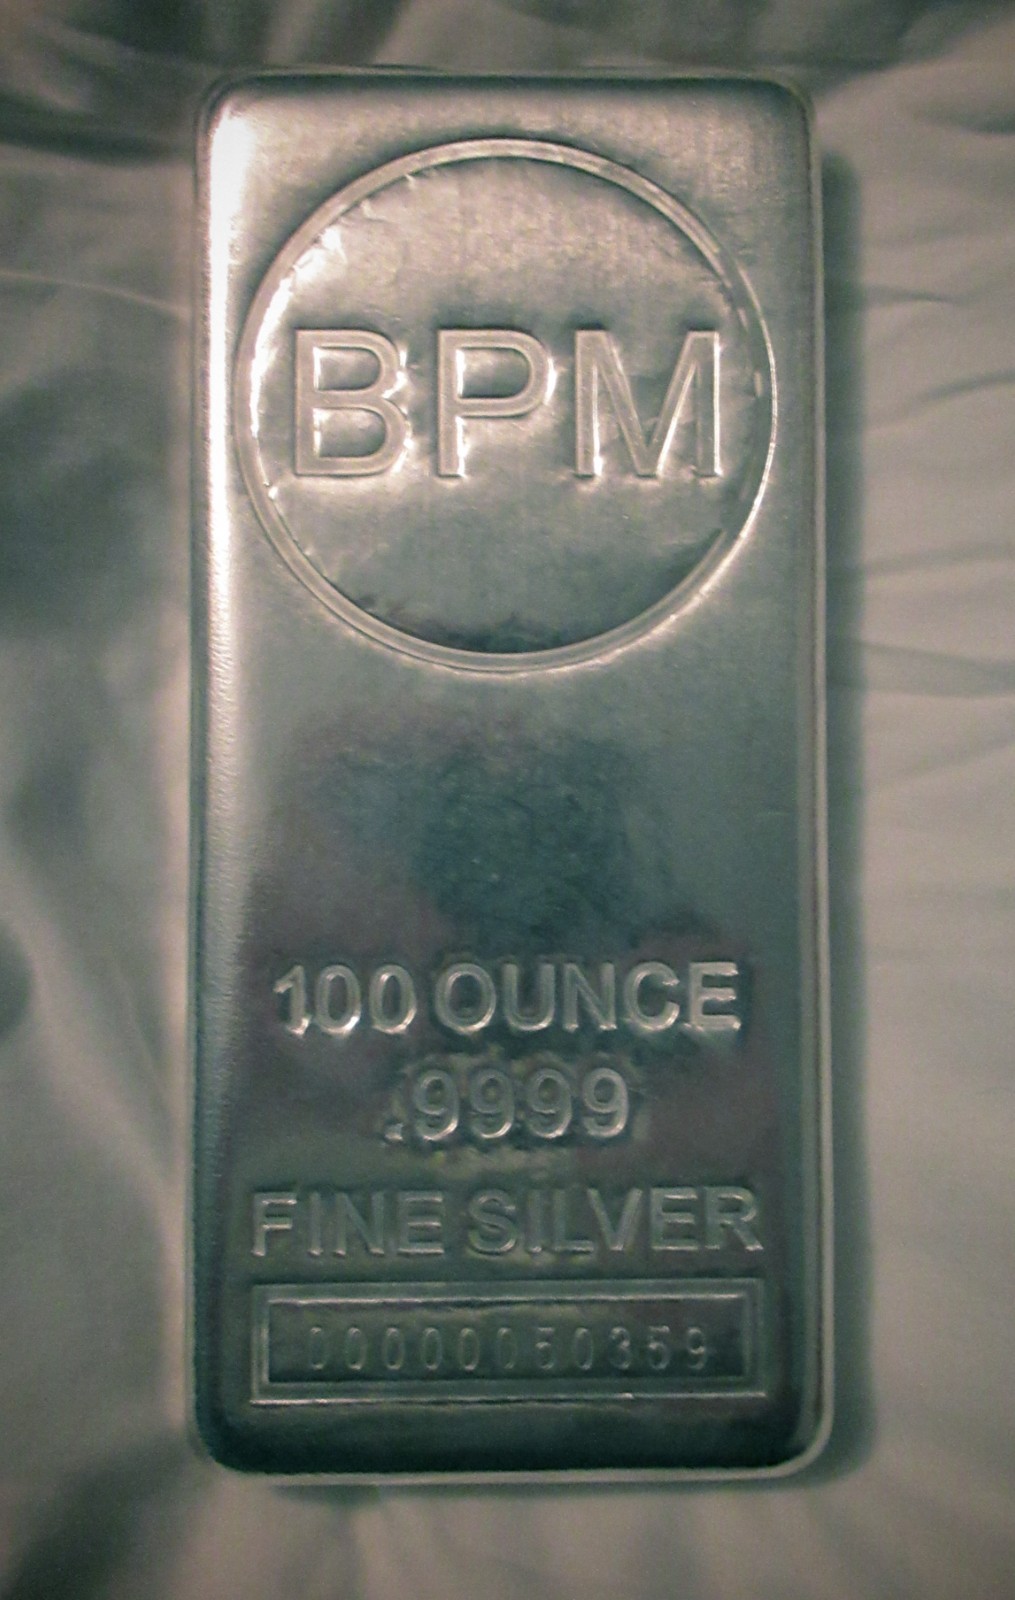 BPM
100 OUNCE
.9999
FINE SILVER
00000050359